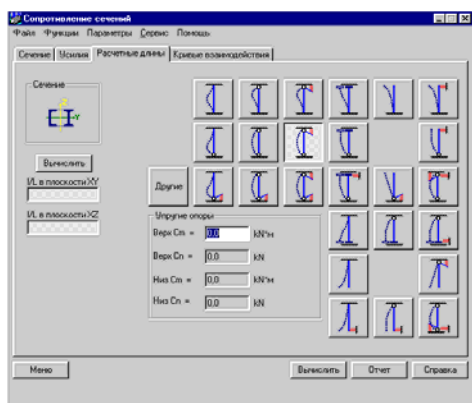 Сопротивление сечений
Файл Функции Параметры Сервис Помощь
Сечение Усилия Расчетные длины Кривые взаимодействия
Сечение
Z
Y
Вычислить
l/L в плоскости XY
l/L в плоскости XZ
Другие
Упругие опоры
Верх Cm = 0,0 kN*м
Верх Cn = 0,0 kN
Низ Cm = 0,0 kN*м
Низ Cn = 0,0 kN
Меню Вычислить Отчет Справка